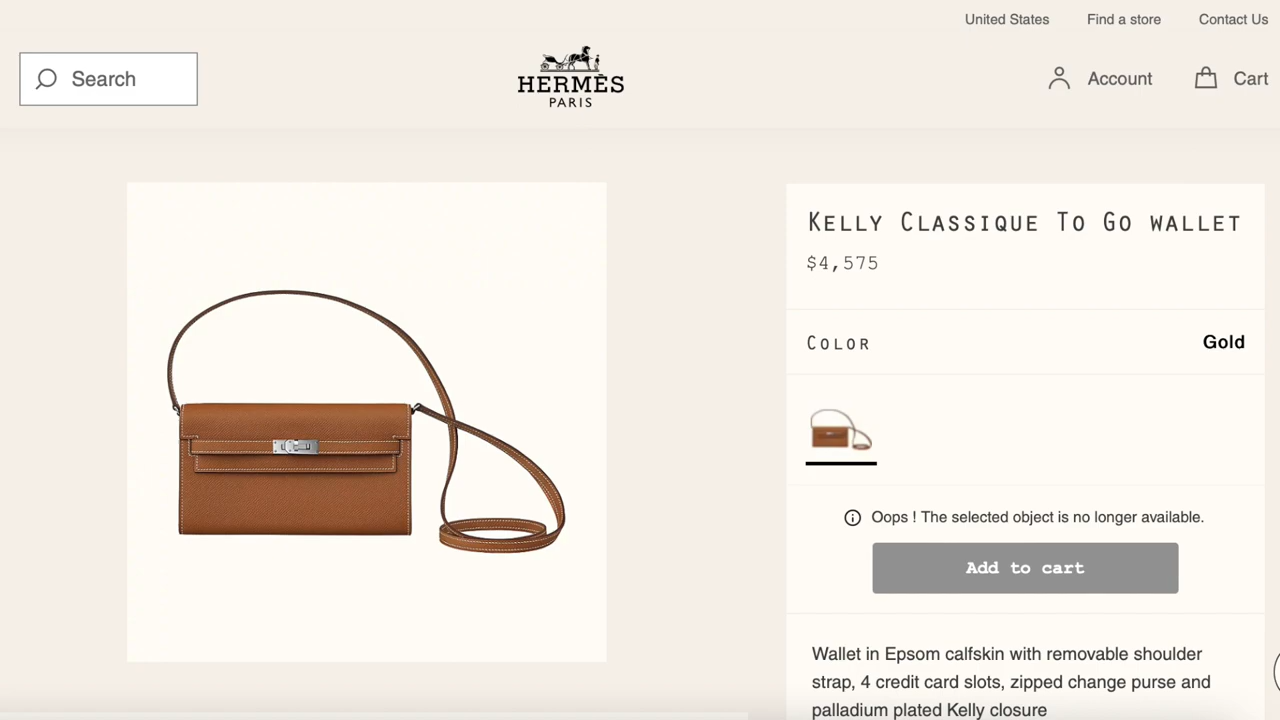 United States Find a store Contact Us
Search
HERMÈS
PARIS
Account
Cart
Kelly Classique To Go wallet
$4,575
Color
Gold
Oops ! The selected object is no longer available.
Add to cart
Wallet in Epsom calfskin with removable shoulder
strap, 4 credit card slots, zipped change purse and
palladium plated Kelly closure